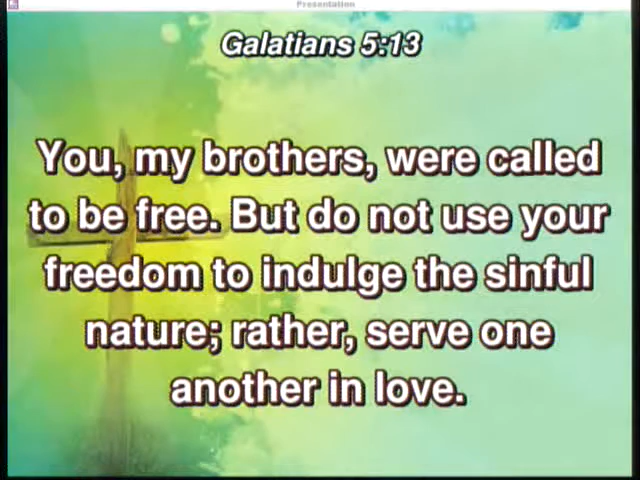 Presentation
Galatians 5:13
You, my brothers, were called
to be free. But do not use your
freedom to indulge the sinful
nature; rather, serve one
another in love.